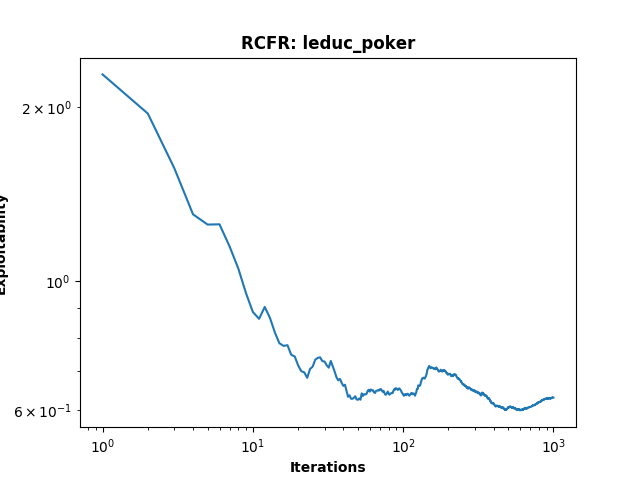 RCFR: leduc_poker
2 × 10⁰
10⁰
6 × 10⁻¹
Exploitability
10⁰ 10¹ 10² 10³
Iterations